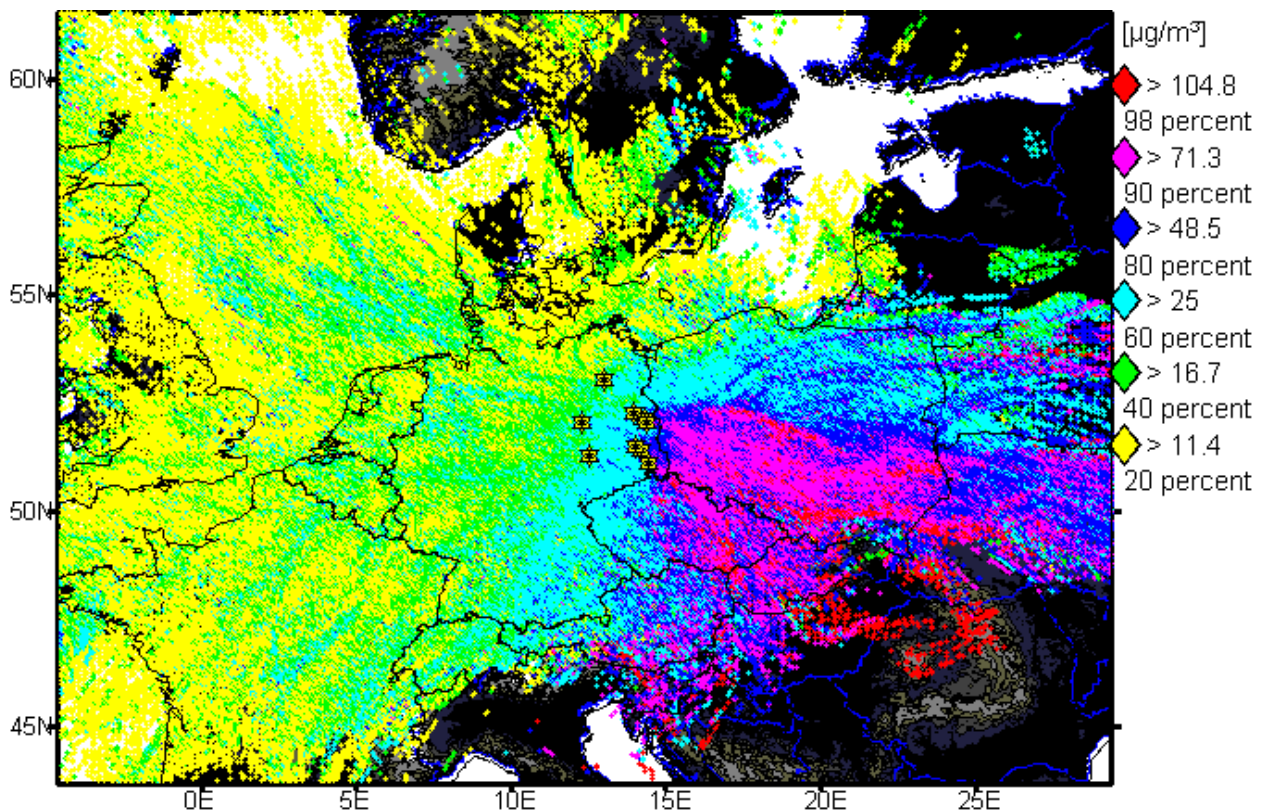 [µg/m³]
> 104.8
98 percent
> 71.3
90 percent
> 48.5
80 percent
> 25
60 percent
> 16.7
40 percent
> 11.4
20 percent
60N
55N
50N
45N
0E 5E 10E 15E 20E 25E